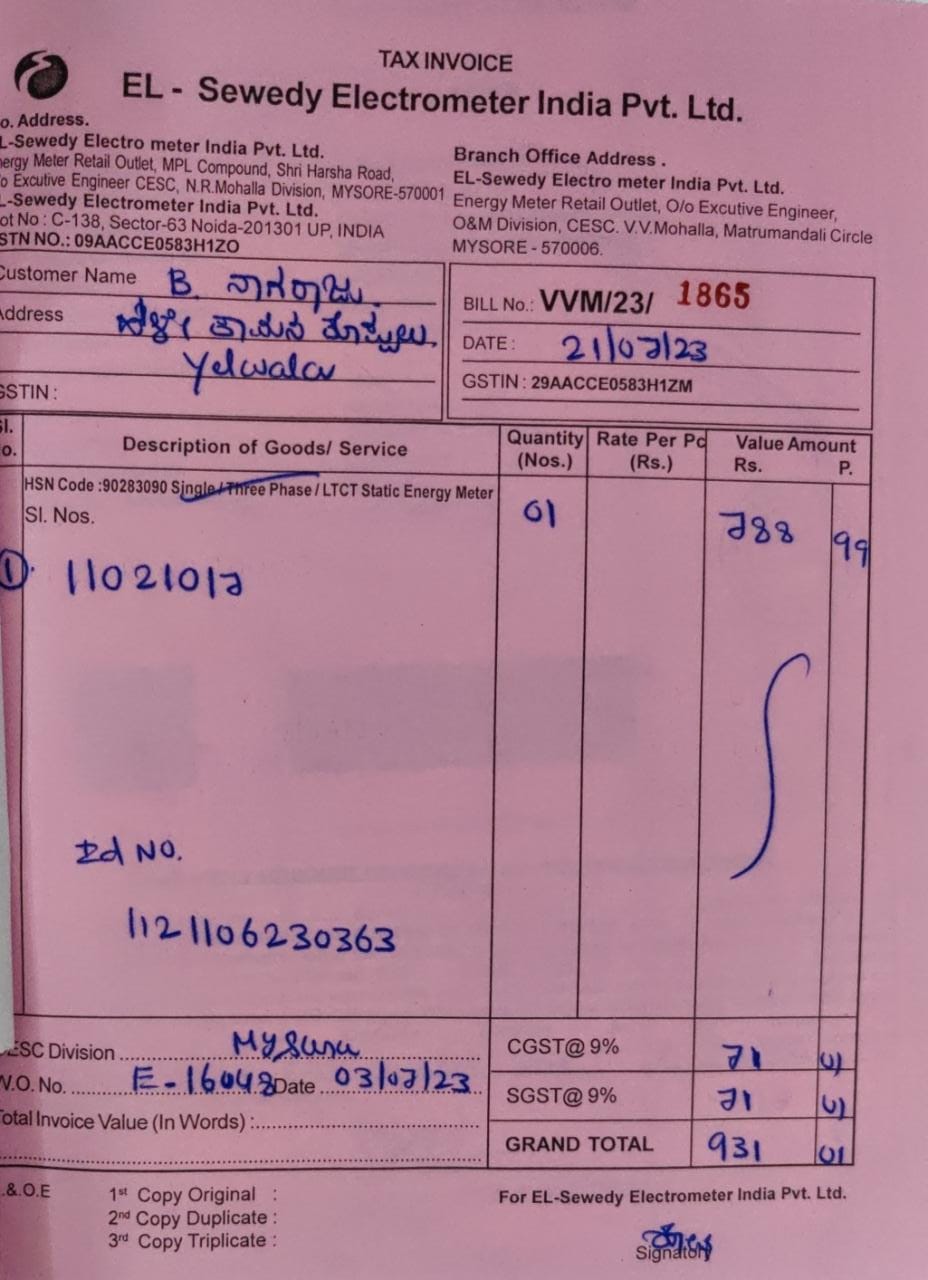 TAX INVOICE
EL - Sewedy Electrometer India Pvt. Ltd.
o. Address.
L-Sewedy Electro meter India Pvt. Ltd.
ergy Meter Retail Outlet, MPL Compound, Shri Harsha Road,
o Excutive Engineer CESC, N.R.Mohalla Division, MYSORE-570001
L-Sewedy Electrometer India Pvt. Ltd.
ot No : C-138, Sector-63 Noida-201301 UP, INDIA
STN NO.: 09AACCE0583H1ZO
Branch Office Address .
EL-Sewedy Electro meter India Pvt. Ltd.
Energy Meter Retail Outlet, O/o Excutive Engineer,
O&M Division, CESC. V.V.Mohalla, Matrumandali Circle
MYSORE - 570006.
Customer Name B. ನಾಗರಾಜು.
Address
Yelwala
GSTIN :
BILL No.: VVM/23/ 1865
DATE : 21/07/23
GSTIN : 29AACCE0583H1ZM
Sl. No. Description of Goods/ Service Quantity (Nos.) Rate Per Pc (Rs.) Value Amount Rs. P.
HSN Code :90283090 Single / Three Phase / LTCT Static Energy Meter 01 788 99
Sl. Nos.
① 11021017
Id NO.
1121106230363
ESC Division Mysuru
W.O. No. E-16048 Date 03/07/23
Total Invoice Value (In Words) :
CGST@ 9% 71 01
SGST@ 9% 71 01
GRAND TOTAL 931 01
.&.O.E
1st Copy Original :
2nd Copy Duplicate :
3rd Copy Triplicate :
For EL-Sewedy Electrometer India Pvt. Ltd.
Signatory